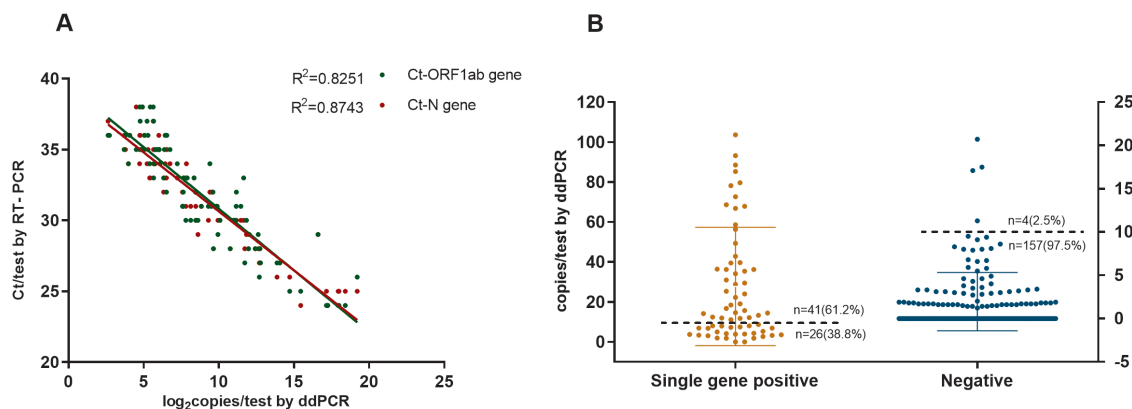 A
R2=0.8251 Ct-ORF1ab gene
R2=0.8743 Ct-N gene
Ct/test by RT- PCR
40
35
30
25
20
0 5 10 15 20 25
log2copies/test by ddPCR
B
copies/test by ddPCR
120
100
80
60
40
20
0
n=41(61.2%)
n=26(38.8%)
n=4(2.5%)
n=157(97.5%)
25
20
15
10
5
0
-5
Single gene positive Negative